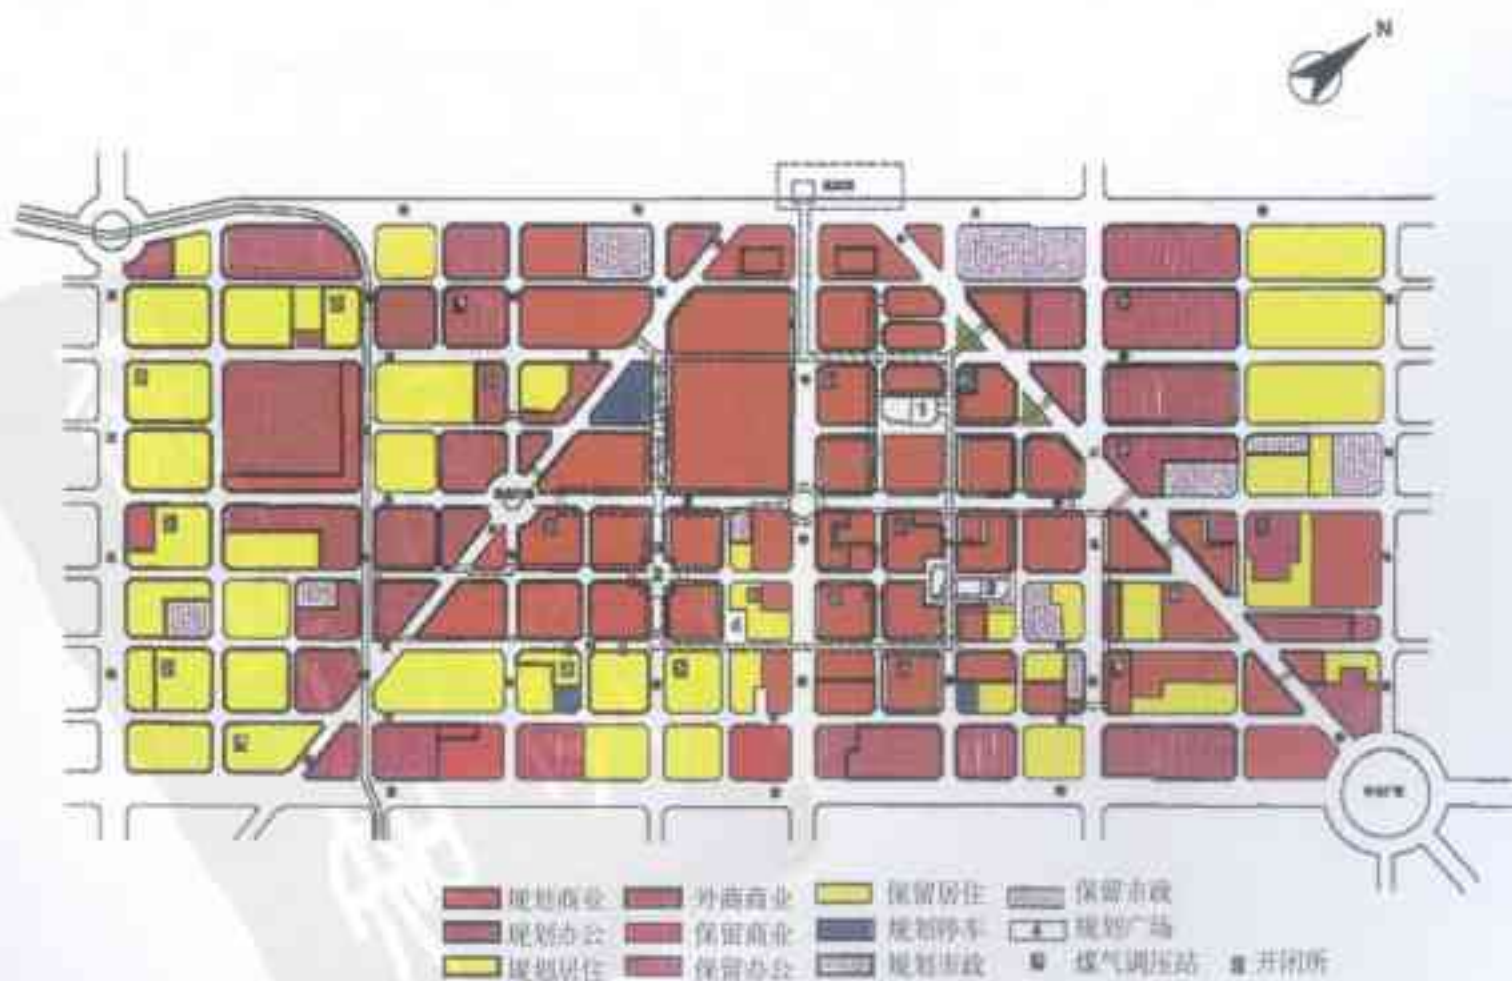 N
规划商业 外商商业 保留居住 保留市政
规划办公 保留商业 规划停车 规划广场
规划居住 保留办公 规划市政 煤气调压站 开闭所